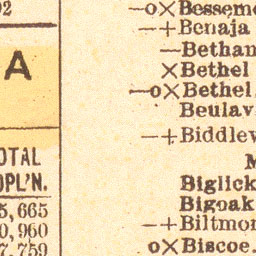 92
A
OTAL
OPL'N.
5,665
0,960
7,759
—o×Besseme
—+Benaja
—Bethan
×Bethel
—o×Bethel,
Beulav
—+Biddlev
M
Biglick
Bigoak
—+Biltmor
o×Biscoe.